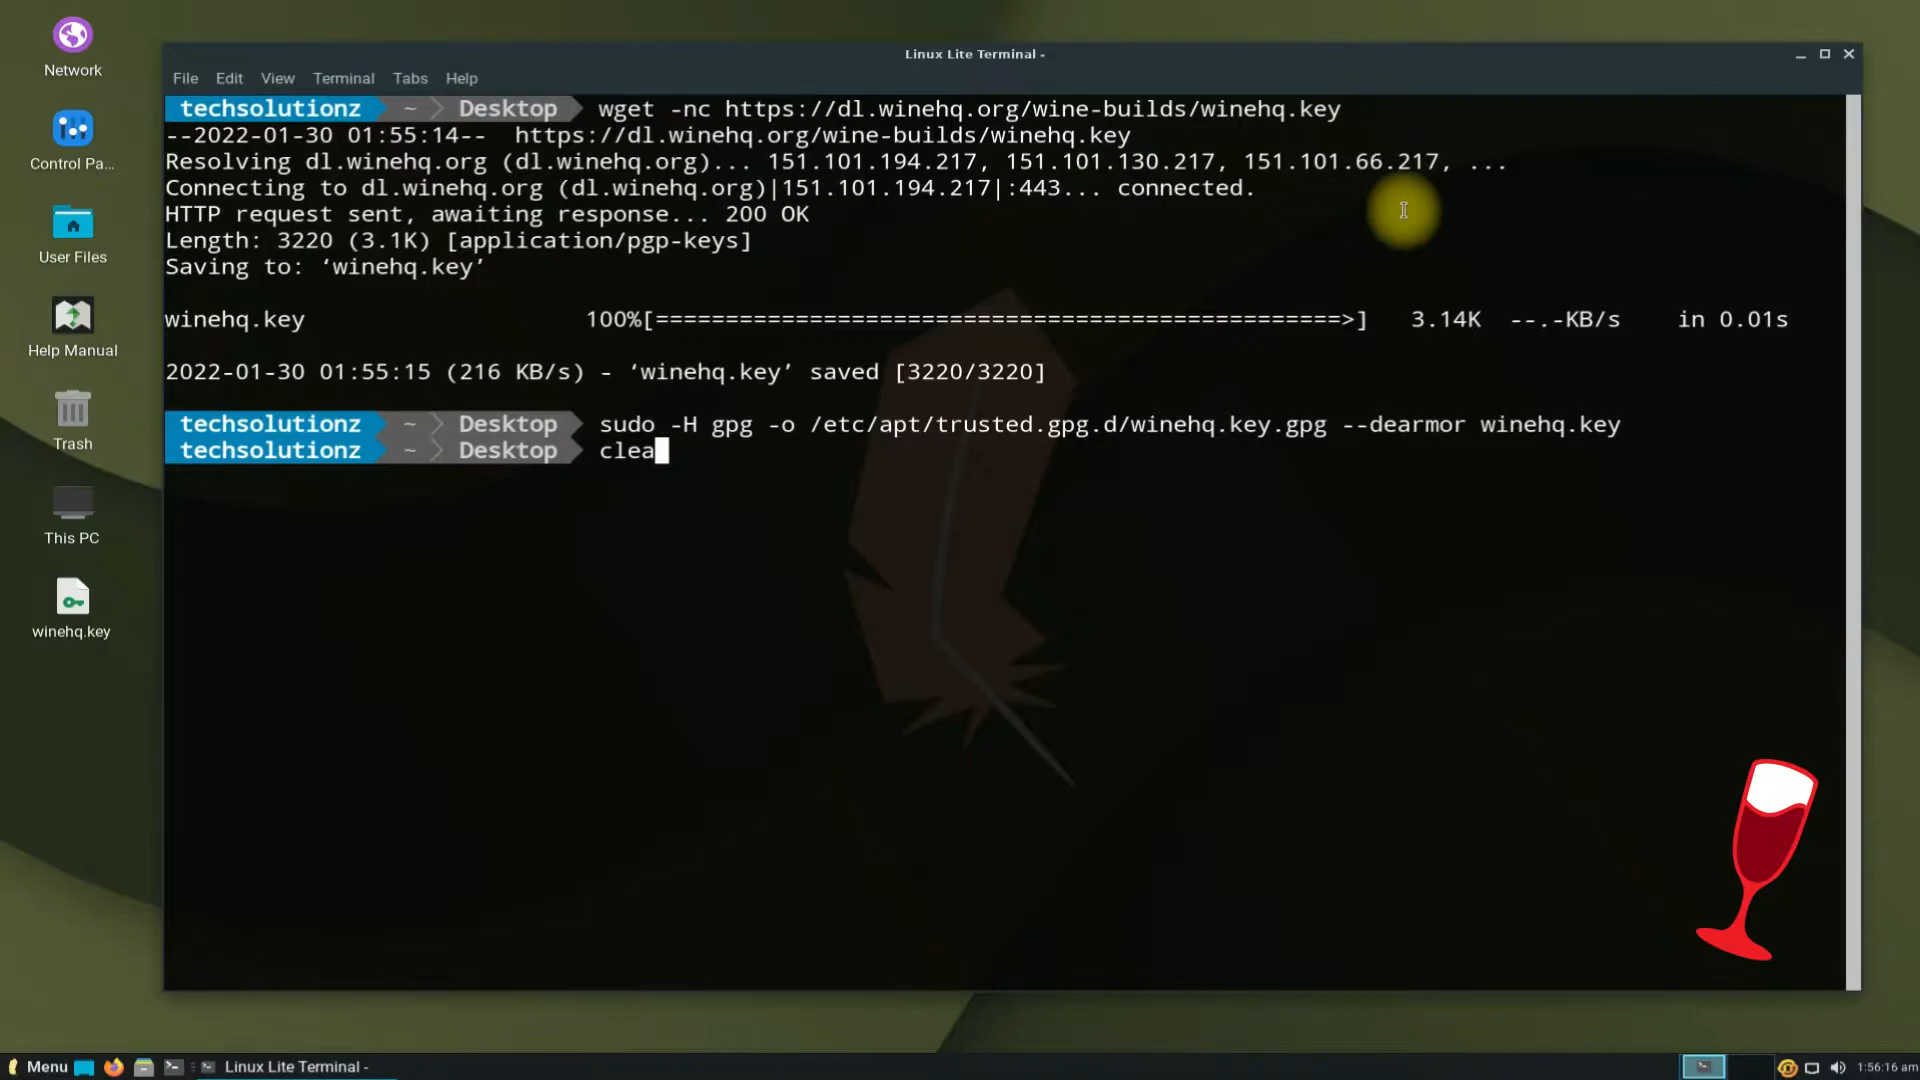 Network
Control Pa...
User Files
Help Manual
Trash
This PC
winehq.key
Linux Lite Terminal -
File Edit View Terminal Tabs Help
techsolutionz ~ Desktop wget -nc https://dl.winehq.org/wine-builds/winehq.key
--2022-01-30 01:55:14-- https://dl.winehq.org/wine-builds/winehq.key
Resolving dl.winehq.org (dl.winehq.org)... 151.101.194.217, 151.101.130.217, 151.101.66.217, ...
Connecting to dl.winehq.org (dl.winehq.org)|151.101.194.217|:443... connected.
HTTP request sent, awaiting response... 200 OK
Length: 3220 (3.1K) [application/pgp-keys]
Saving to: ‘winehq.key’
winehq.key 100%[=================================================>] 3.14K --.-KB/s in 0.01s
2022-01-30 01:55:15 (216 KB/s) - ‘winehq.key’ saved [3220/3220]
techsolutionz ~ Desktop sudo -H gpg -o /etc/apt/trusted.gpg.d/winehq.key.gpg --dearmor winehq.key
techsolutionz ~ Desktop clea
Menu Linux Lite Terminal - 1:56:16 am